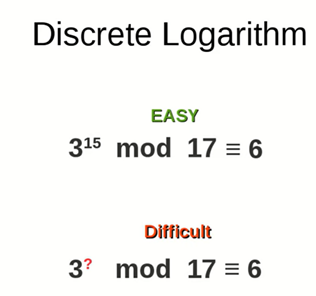 Discrete Logarithm
EASY
3¹⁵ mod 17 ≡ 6
Difficult
3^? mod 17 ≡ 6